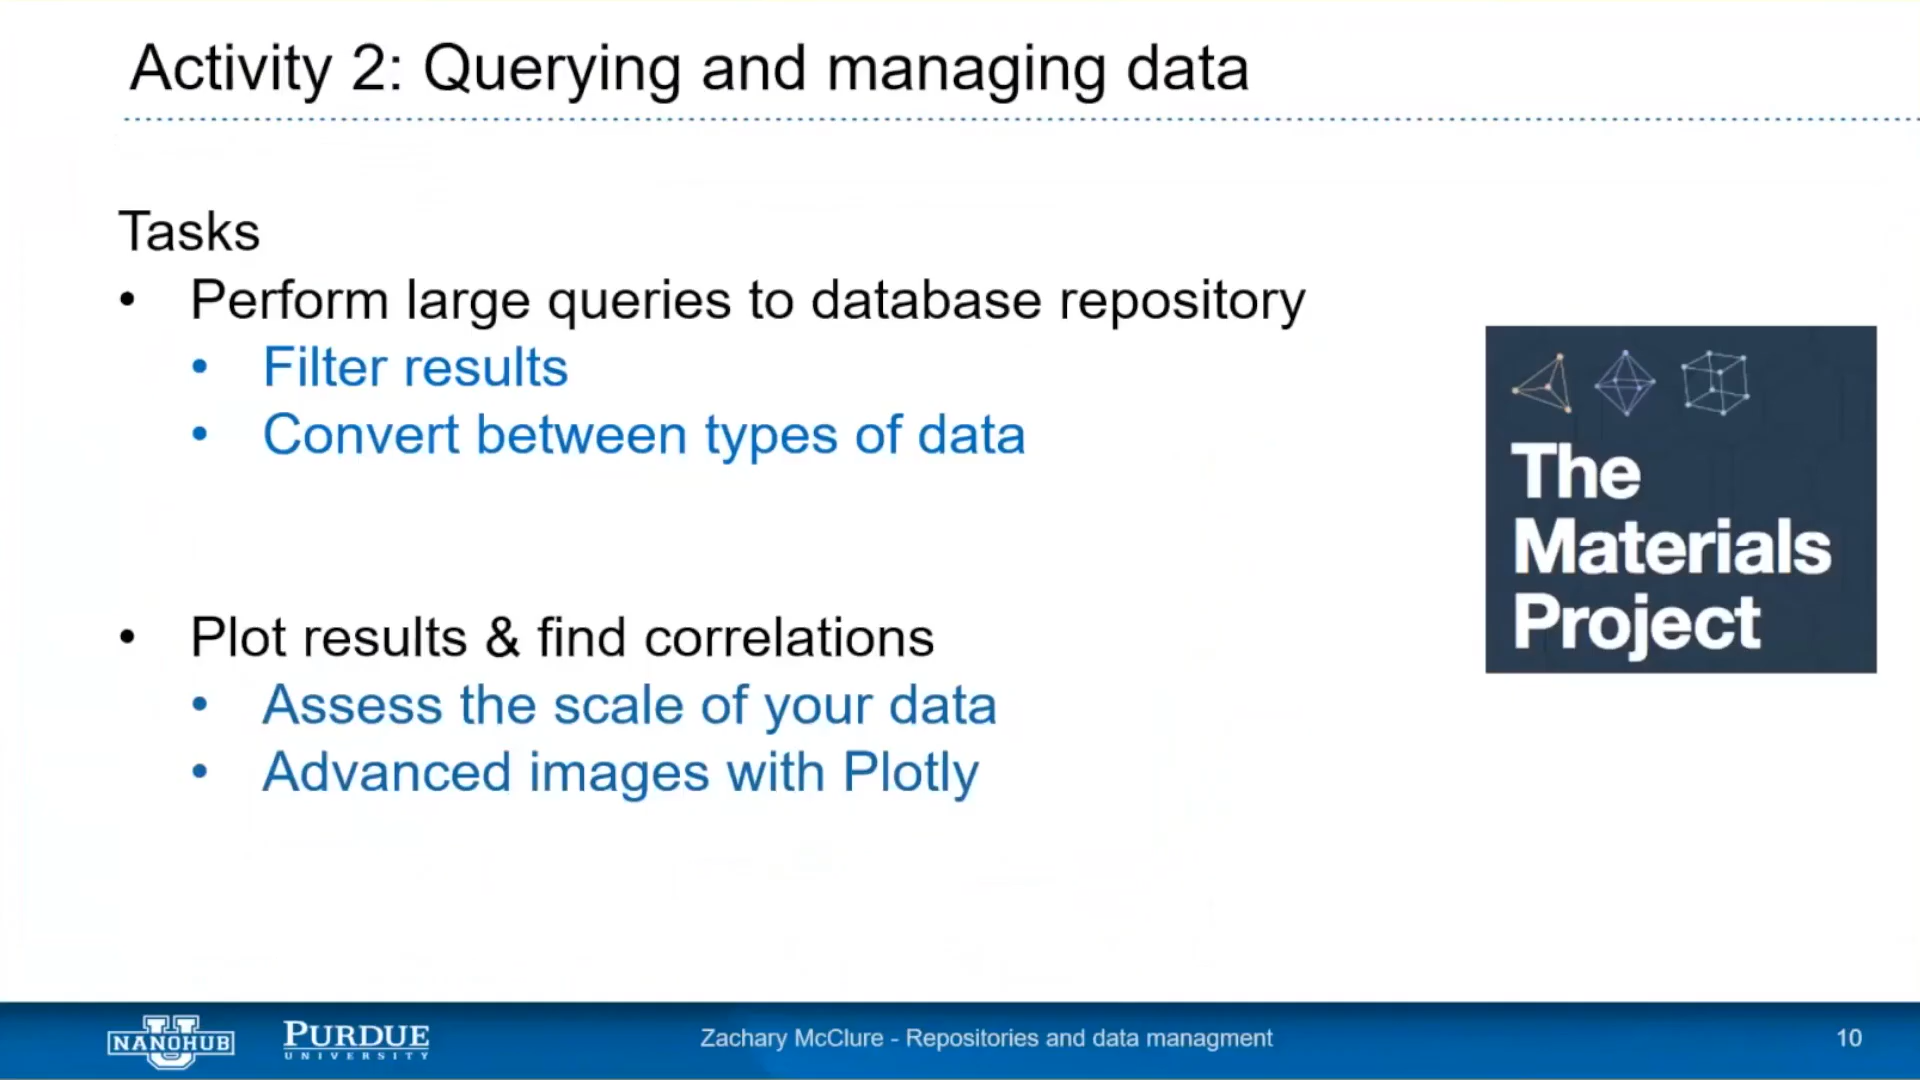 Activity 2: Querying and managing data
Tasks
• Perform large queries to database repository
• Filter results
• Convert between types of data
• Plot results & find correlations
• Assess the scale of your data
• Advanced images with Plotly
The
Materials
Project
NANOHUB
U
PURDUE
UNIVERSITY
Zachary McClure - Repositories and data managment
10